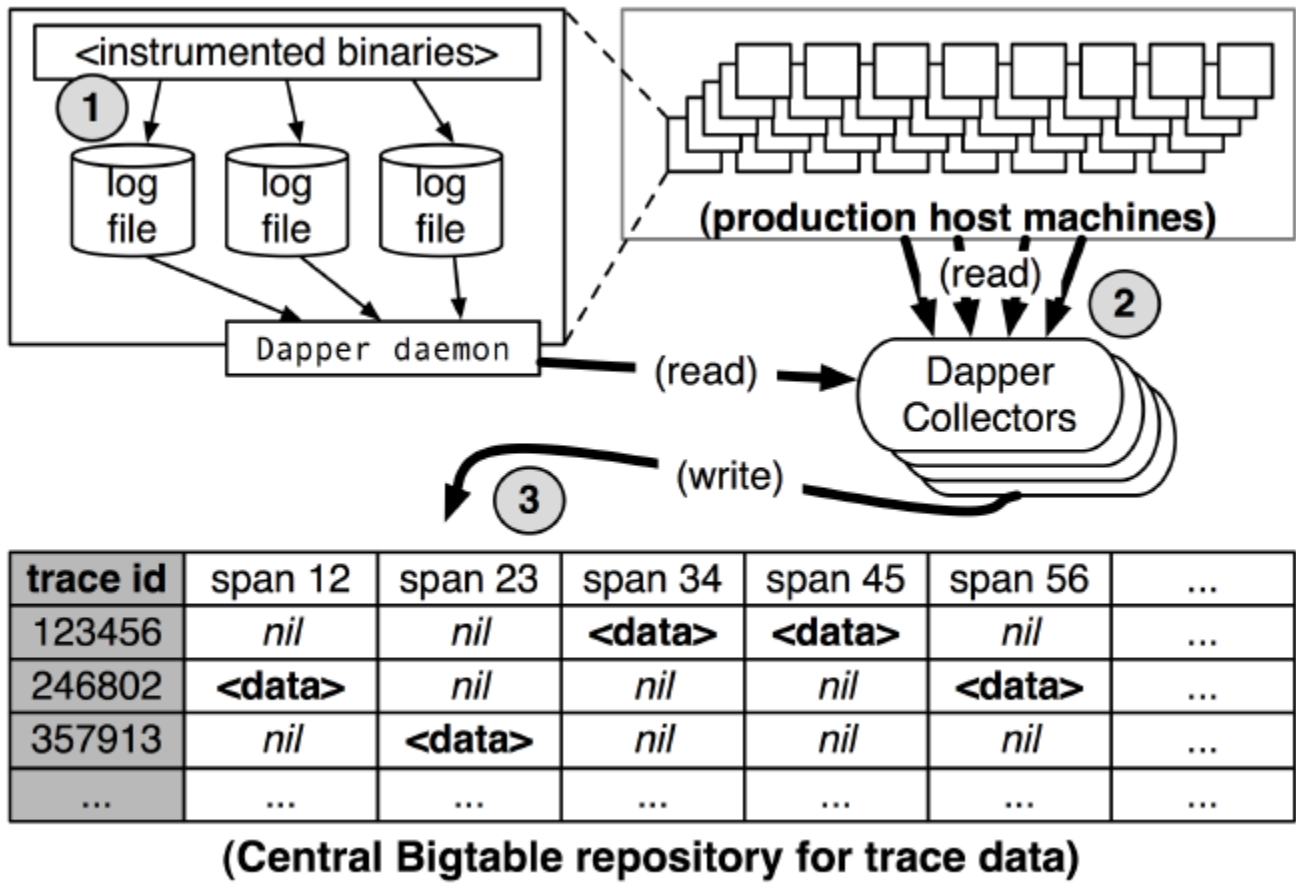 <instrumented binaries>
1
log file
log file
log file
Dapper daemon
(production host machines)
(read)
2
(read)
Dapper
Collectors
(write)
3
trace id span 12 span 23 span 34 span 45 span 56 ...
123456 nil nil <data> <data> nil ...
246802 <data> nil nil nil <data> ...
357913 nil <data> nil nil nil ...
... ... ... ... ... ... ...
(Central Bigtable repository for trace data)